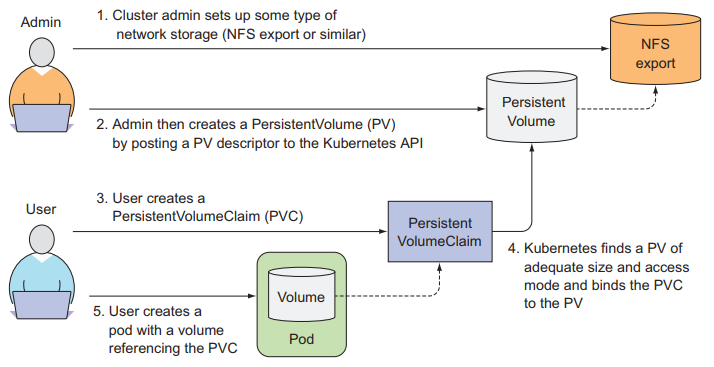 Admin
1. Cluster admin sets up some type of
network storage (NFS export or similar)
NFS
export
Persistent
Volume
2. Admin then creates a PersistentVolume (PV)
by posting a PV descriptor to the Kubernetes API
User
3. User creates a
PersistentVolumeClaim (PVC)
Persistent
VolumeClaim
4. Kubernetes finds a PV of
adequate size and access
mode and binds the PVC
to the PV
Volume
Pod
5. User creates a
pod with a volume
referencing the PVC